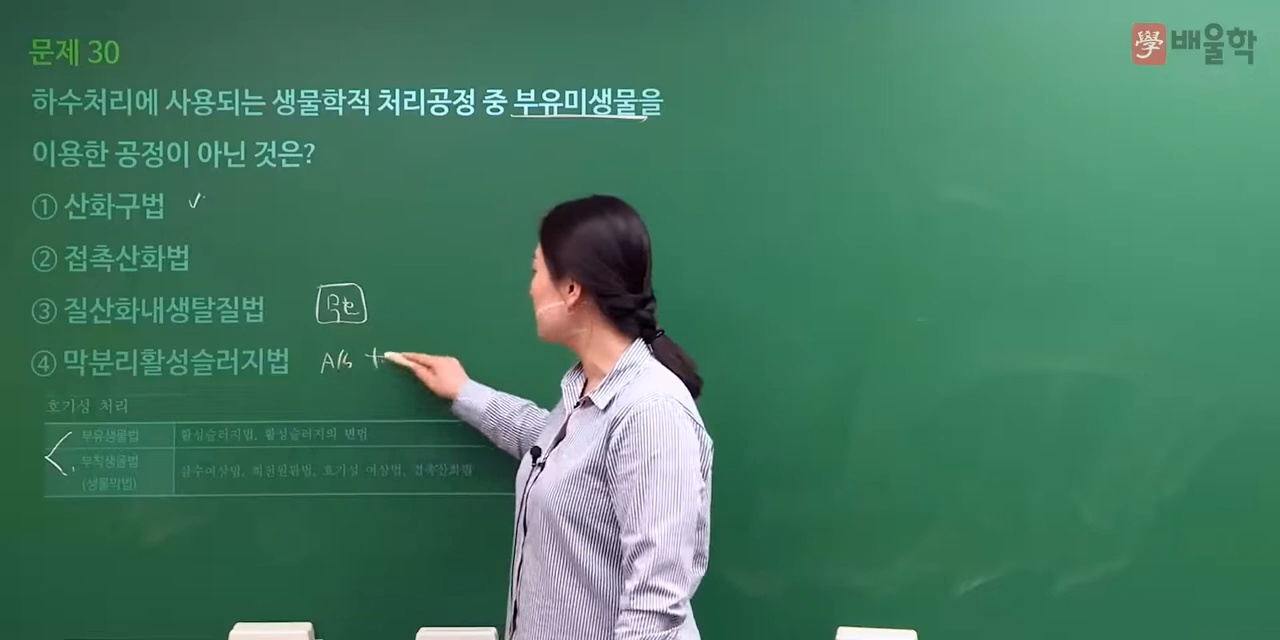 學 배울학
문제 30
하수처리에 사용되는 생물학적 처리공정 중 부유미생물을
이용한 공정이 아닌 것은?
① 산화구법
② 접촉산화법
③ 질산화내생탈질법
④ 막분리활성슬러지법 A/S +
호기성 처리
부유생물법 활성슬러지법, 활성슬러지의 변법
부착생물법
(생물막법)
살수여상법, 회전원판법, 호기성 여상법, 접촉산화법